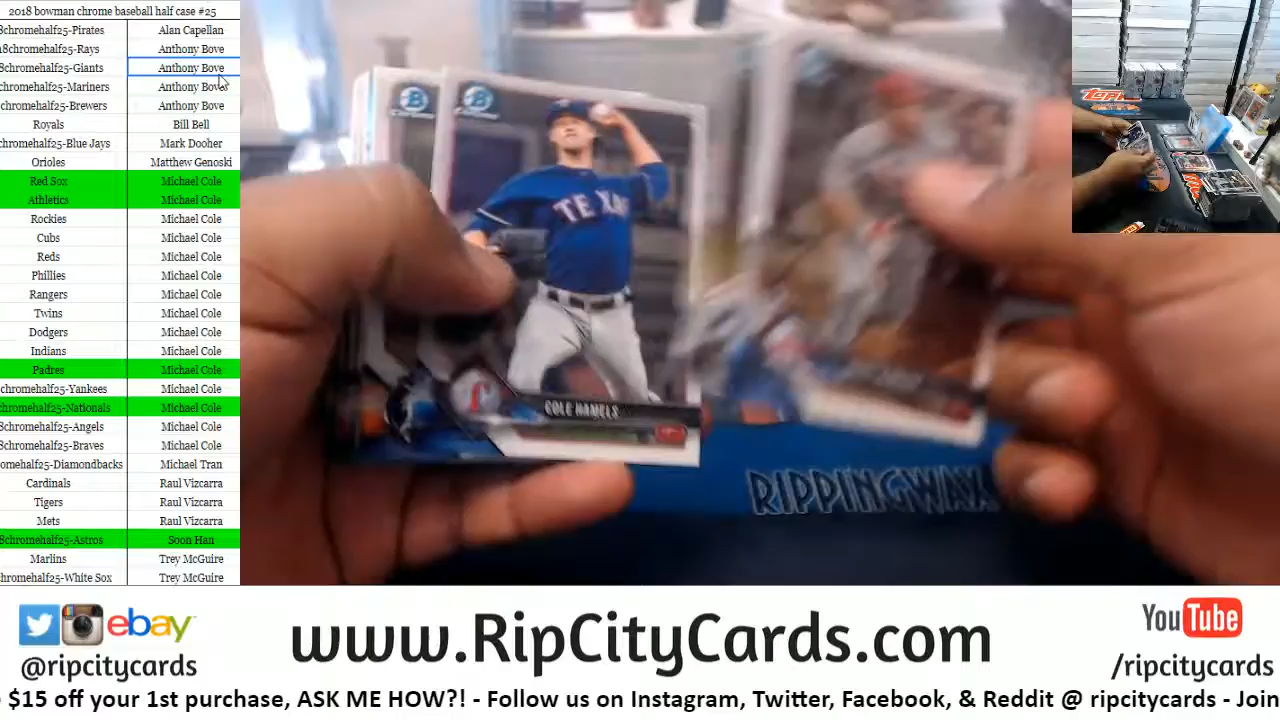 2018 bowman chrome baseball half case #25
8chromehalf25-Pirates Alan Capellan
8chromehalf25-Rays Anthony Bove
8chromehalf25-Giants Anthony Bove
8chromehalf25-Mariners Anthony Bove
8chromehalf25-Brewers Anthony Bove
Royals Bill Bell
8chromehalf25-Blue Jays Mark Dooher
Orioles Matthew Genoski
Red Sox Michael Cole
Athletics Michael Cole
Rockies Michael Cole
Cubs Michael Cole
Reds Michael Cole
Phillies Michael Cole
Rangers Michael Cole
Twins Michael Cole
Dodgers Michael Cole
Indians Michael Cole
Padres Michael Cole
chromehalf25-Yankees Michael Cole
chromehalf25-Nationals Michael Cole
8chromehalf25-Angels Michael Cole
8chromehalf25-Braves Michael Cole
omehalf25-Diamondbacks Michael Tran
Cardinals Raul Vizcarra
Tigers Raul Vizcarra
Mets Raul Vizcarra
8chromehalf25-Astros Soon Han
Marlins Trey McGuire
chromehalf25-White Sox Trey McGuire
B
B
TEXAS
COLE HAMELS
RIPPINGWAX
TOPPS
ebay
@ripcitycards
www.RipCityCards.com
YouTube
/ripcitycards
$15 off your 1st purchase, ASK ME HOW?! - Follow us on Instagram, Twitter, Facebook, & Reddit @ ripcitycards - Join